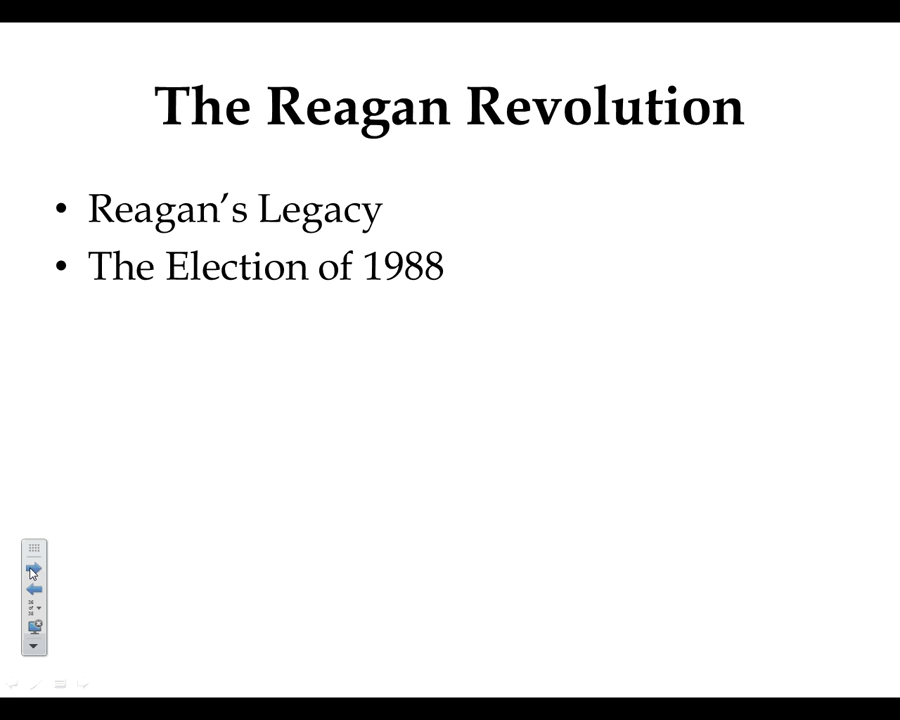 The Reagan Revolution
• Reagan’s Legacy
• The Election of 1988